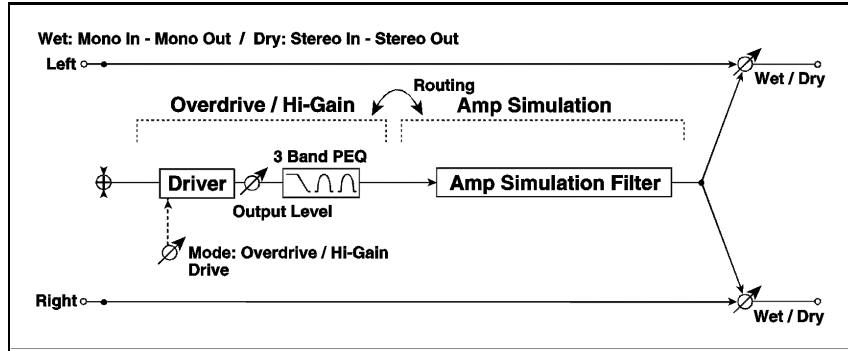 Wet: Mono In - Mono Out / Dry: Stereo In - Stereo Out
Left
Wet / Dry
Routing
Overdrive / Hi-Gain
Amp Simulation
3 Band PEQ
Driver
Amp Simulation Filter
Output Level
Mode: Overdrive / Hi-Gain
Drive
Right
Wet / Dry